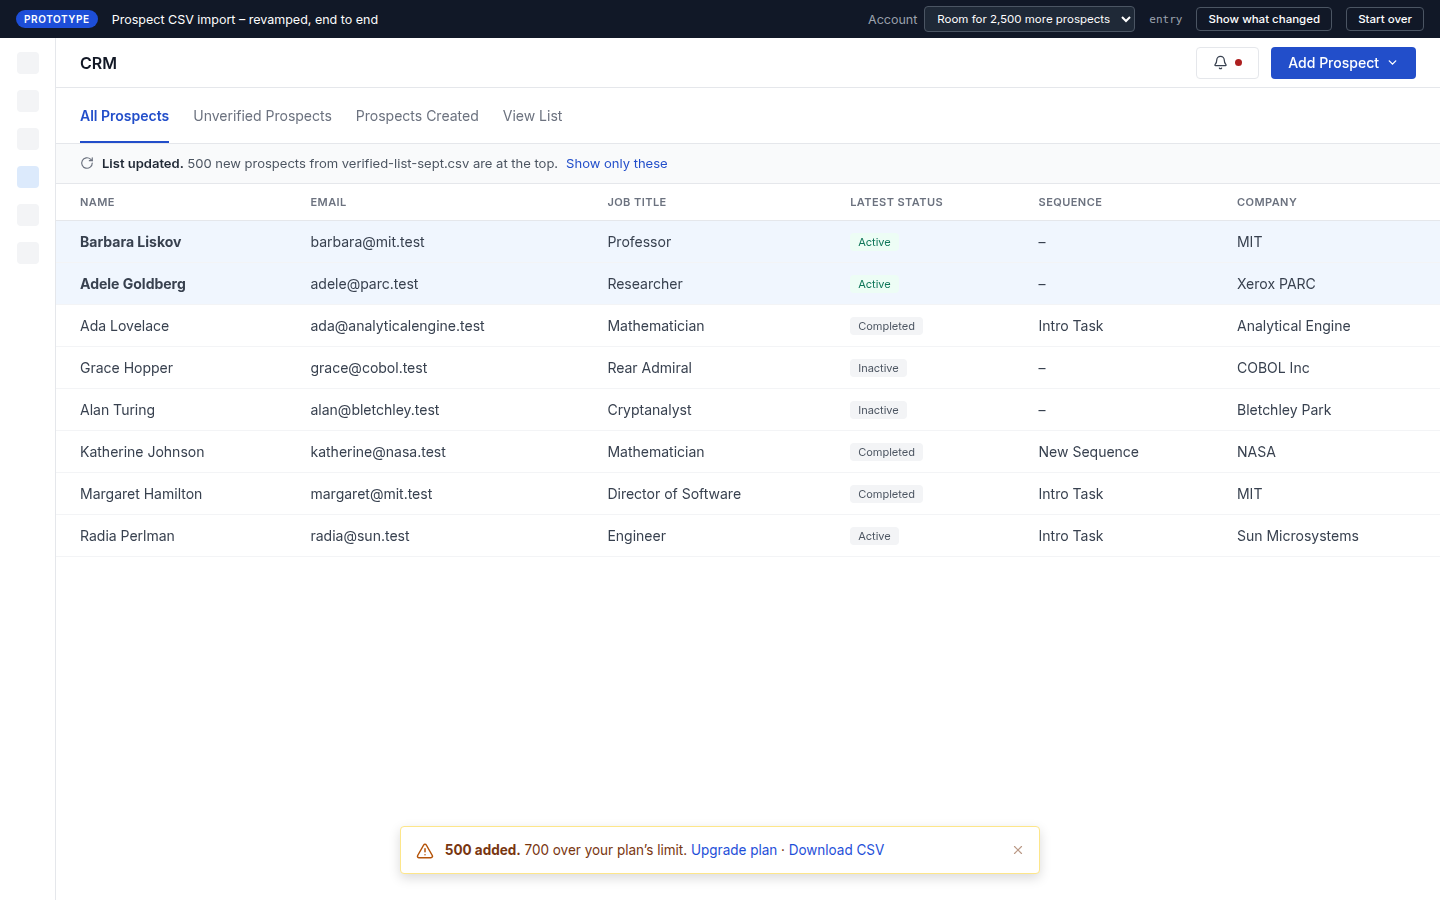 PROTOTYPE Prospect CSV import – revamped, end to end Account Room for 2,500 more prospects entry Show what changed Start over
CRM Add Prospect
All Prospects Unverified Prospects Prospects Created View List
List updated. 500 new prospects from verified-list-sept.csv are at the top. Show only these
NAME EMAIL JOB TITLE LATEST STATUS SEQUENCE COMPANY
Barbara Liskov barbara@mit.test Professor Active – MIT
Adele Goldberg adele@parc.test Researcher Active – Xerox PARC
Ada Lovelace ada@analyticalengine.test Mathematician Completed Intro Task Analytical Engine
Grace Hopper grace@cobol.test Rear Admiral Inactive – COBOL Inc
Alan Turing alan@bletchley.test Cryptanalyst Inactive – Bletchley Park
Katherine Johnson katherine@nasa.test Mathematician Completed New Sequence NASA
Margaret Hamilton margaret@mit.test Director of Software Completed Intro Task MIT
Radia Perlman radia@sun.test Engineer Active Intro Task Sun Microsystems
500 added. 700 over your plan’s limit. Upgrade plan · Download CSV